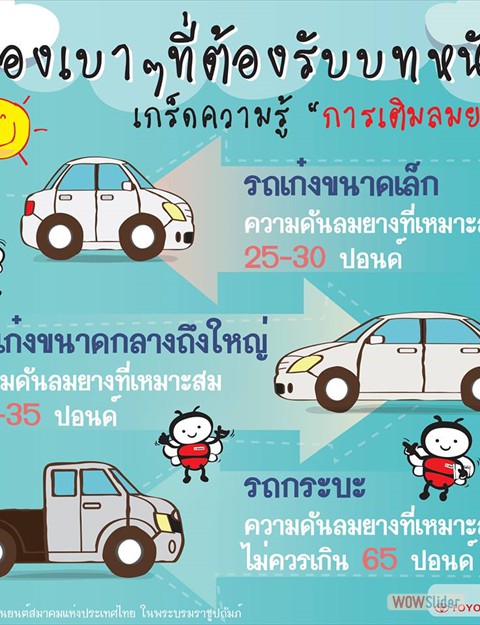 องเบาๆที่ต้องรับบทหนั
เกร็ดความรู้ "การเติมลมยา
รถเก๋งขนาดเล็ก
ความดันลมยางที่เหมาะส
25-30 ปอนด์
เก๋งขนาดกลางถึงใหญ่
ามดันลมยางที่เหมาะสม
-35 ปอนด์
รถกระบะ
ความดันลมยางที่เหมาะส
ไม่ควรเกิน 65 ปอนด์
นยนต์สมาคมแห่งประเทศไทย ในพระบรมราชูปถัมภ์
WOWSlider
TOYO